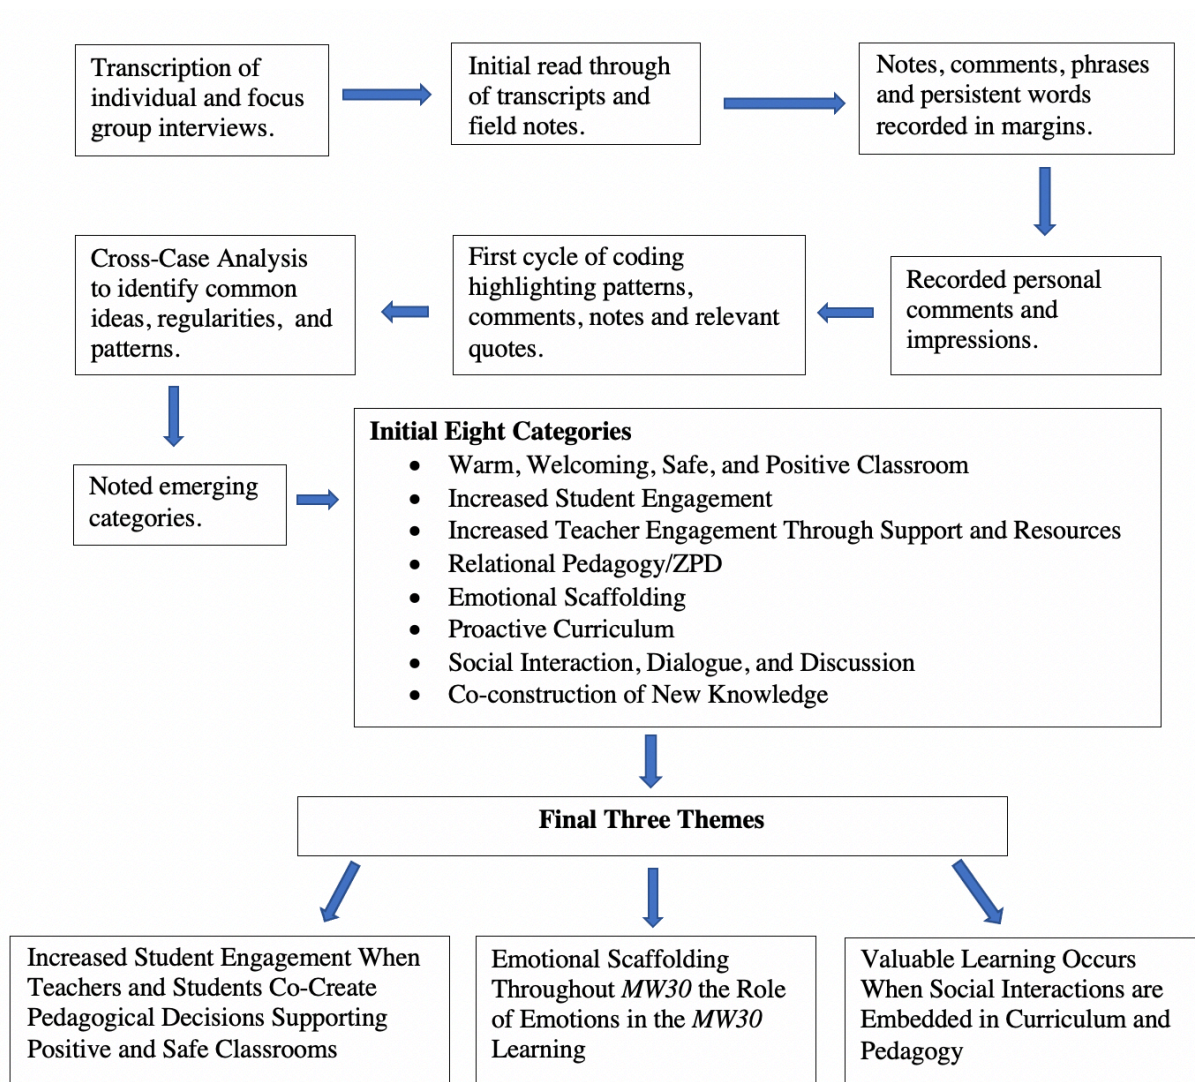 Transcription of
individual and focus
group interviews.
Initial read through
of transcripts and
field notes.
Notes, comments, phrases
and persistent words
recorded in margins.
Recorded personal
comments and
impressions.
First cycle of coding
highlighting patterns,
comments, notes and relevant
quotes.
Cross-Case Analysis
to identify common
ideas, regularities, and
patterns.
Noted emerging
categories.
Initial Eight Categories
• Warm, Welcoming, Safe, and Positive Classroom
• Increased Student Engagement
• Increased Teacher Engagement Through Support and Resources
• Relational Pedagogy/ZPD
• Emotional Scaffolding
• Proactive Curriculum
• Social Interaction, Dialogue, and Discussion
• Co-construction of New Knowledge
Final Three Themes
Increased Student Engagement When
Teachers and Students Co-Create
Pedagogical Decisions Supporting
Positive and Safe Classrooms
Emotional Scaffolding
Throughout MW30 the Role
of Emotions in the MW30
Learning
Valuable Learning Occurs
When Social Interactions are
Embedded in Curriculum and
Pedagogy